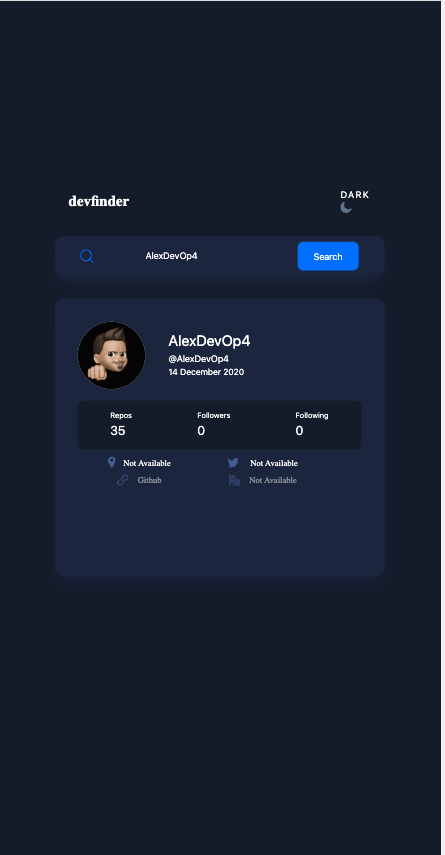 devfinder
DARK
AlexDevOp4
Search
AlexDevOp4
@AlexDevOp4
14 December 2020
Repos Followers Following
35 0 0
Not Available Not Available
Github Not Available